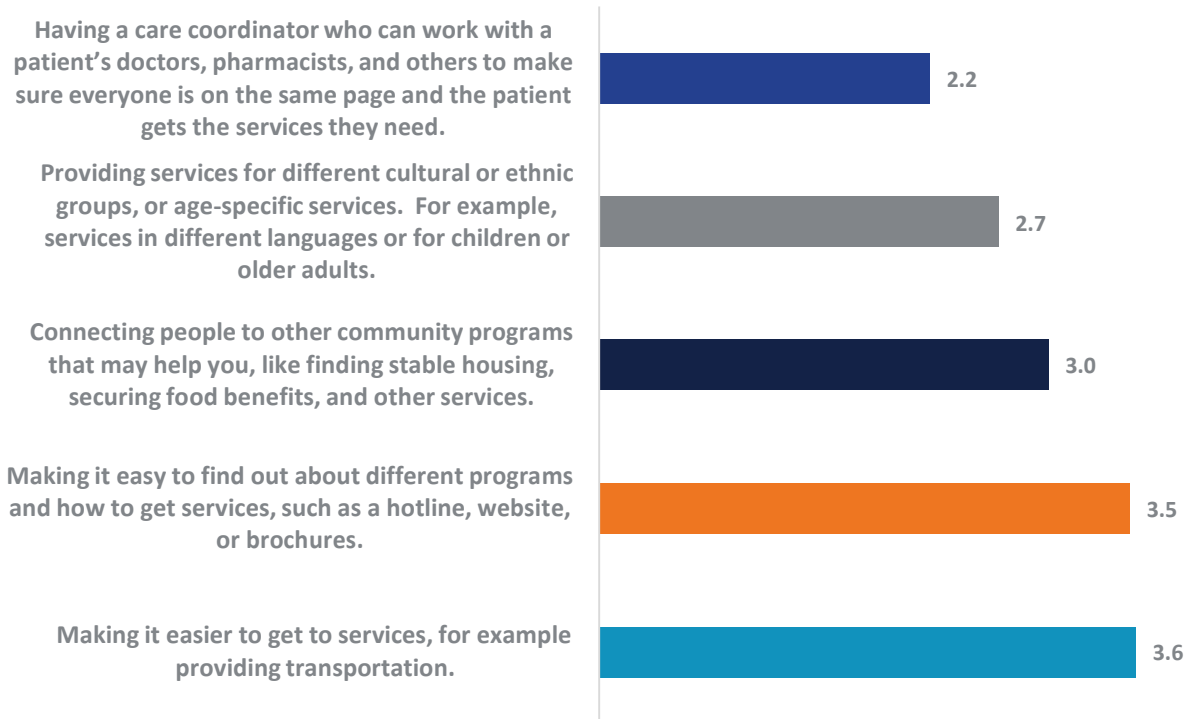 Having a care coordinator who can work with a
patient’s doctors, pharmacists, and others to make
sure everyone is on the same page and the patient
gets the services they need.
2.2
Providing services for different cultural or ethnic
groups, or age-specific services.  For example,
services in different languages or for children or
older adults.
2.7
Connecting people to other community programs
that may help you, like finding stable housing,
securing food benefits, and other services.
3.0
Making it easy to find out about different programs
and how to get services, such as a hotline, website,
or brochures.
3.5
Making it easier to get to services, for example
providing transportation.
3.6